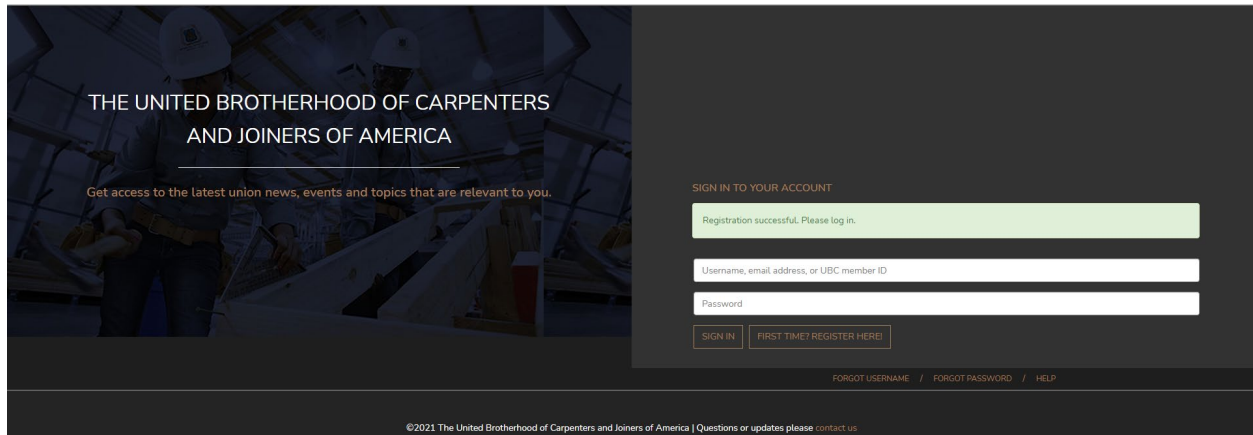 THE UNITED BROTHERHOOD OF CARPENTERS
AND JOINERS OF AMERICA
Get access to the latest union news, events and topics that are relevant to you.
SIGN IN TO YOUR ACCOUNT
Registration successful. Please log in.
Username, email address, or UBC member ID
Password
SIGN IN FIRST TIME? REGISTER HERE!
FORGOT USERNAME / FORGOT PASSWORD / HELP
©2021 The United Brotherhood of Carpenters and Joiners of America | Questions or updates please contact us